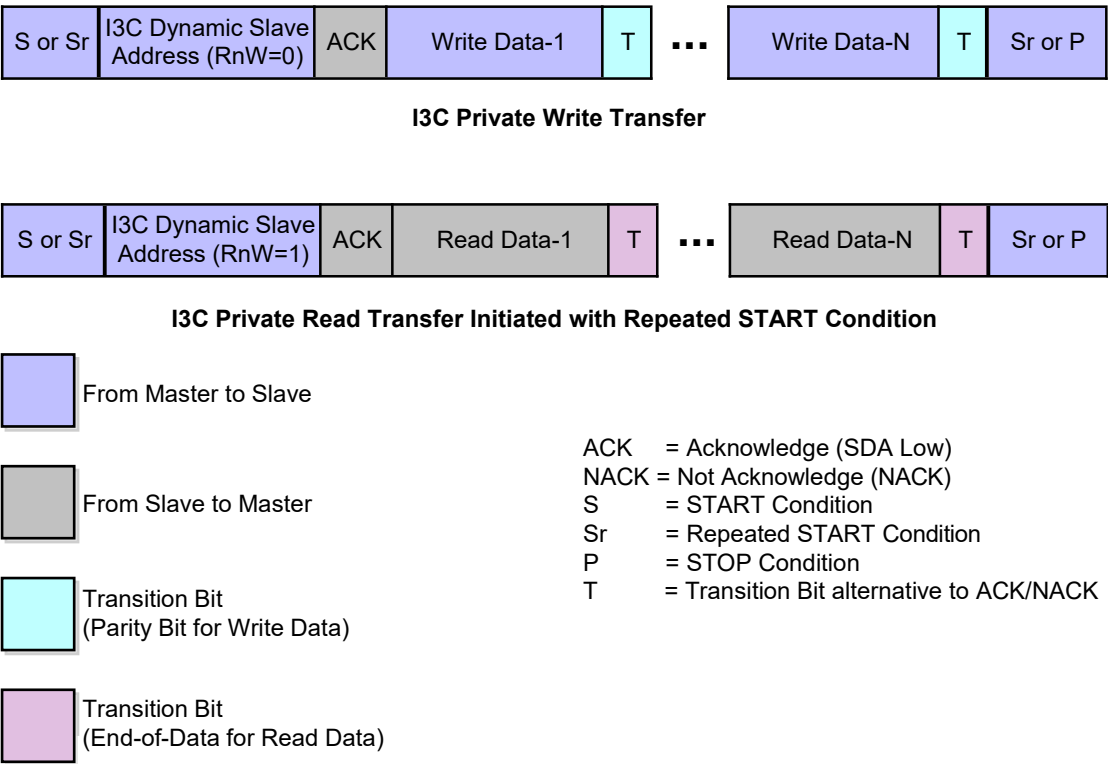 S or Sr I3C Dynamic Slave Address (RnW=0) ACK Write Data-1 T ... Write Data-N T Sr or P
I3C Private Write Transfer
S or Sr I3C Dynamic Slave Address (RnW=1) ACK Read Data-1 T ... Read Data-N T Sr or P
I3C Private Read Transfer Initiated with Repeated START Condition
From Master to Slave
From Slave to Master
Transition Bit
(Parity Bit for Write Data)
Transition Bit
(End-of-Data for Read Data)
ACK = Acknowledge (SDA Low)
NACK = Not Acknowledge (NACK)
S = START Condition
Sr = Repeated START Condition
P = STOP Condition
T = Transition Bit alternative to ACK/NACK